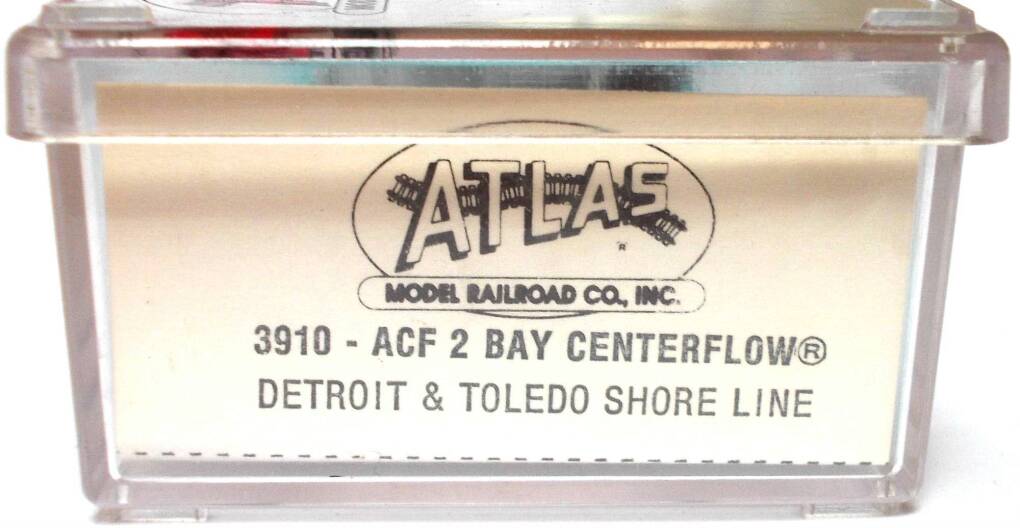 ATLAS
®
MODEL RAILROAD CO., INC.
3910 - ACF 2 BAY CENTERFLOW®
DETROIT & TOLEDO SHORE LINE